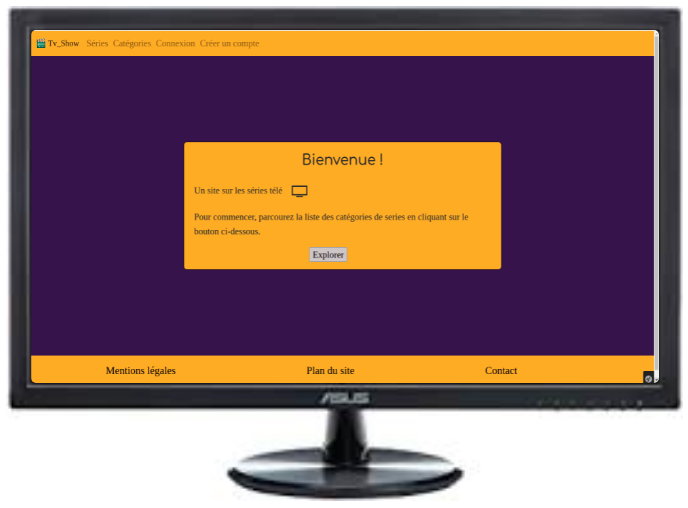 Tv_Show Séries Catégories Connexion Créer un compte
Bienvenue !
Un site sur les séries télé
Pour commencer, parcourez la liste des catégories de series en cliquant sur le
bouton ci-dessous.
Explorer
Mentions légales Plan du site Contact
ASUS